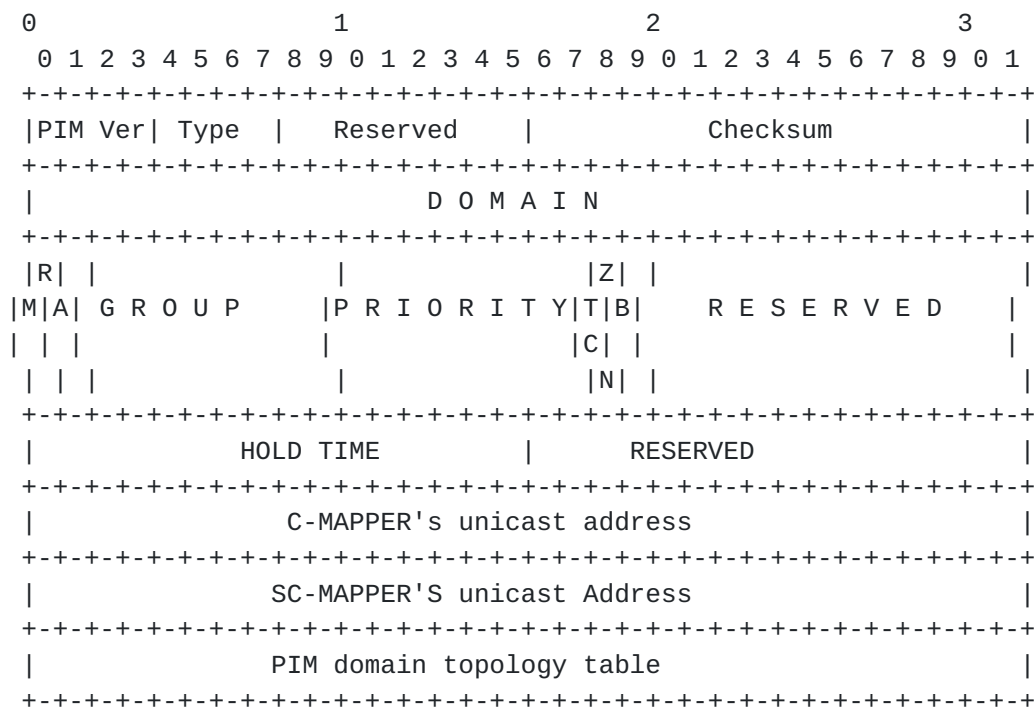 0                   1                   2                   3
  0 1 2 3 4 5 6 7 8 9 0 1 2 3 4 5 6 7 8 9 0 1 2 3 4 5 6 7 8 9 0 1
 +-+-+-+-+-+-+-+-+-+-+-+-+-+-+-+-+-+-+-+-+-+-+-+-+-+-+-+-+-+-+-+-+
 |PIM Ver| Type  |   Reserved    |           Checksum            |
 +-+-+-+-+-+-+-+-+-+-+-+-+-+-+-+-+-+-+-+-+-+-+-+-+-+-+-+-+-+-+-+-+
 |                         D O M A I N                           |
 +-+-+-+-+-+-+-+-+-+-+-+-+-+-+-+-+-+-+-+-+-+-+-+-+-+-+-+-+-+-+-+-+
 |R| |               |               |Z| |                       |
|M|A| G R O U P     |P R I O R I T Y|T|B|    R E S E R V E D    |
| | |               |               |C| |                       |
 | | |               |               |N| |                       |
 +-+-+-+-+-+-+-+-+-+-+-+-+-+-+-+-+-+-+-+-+-+-+-+-+-+-+-+-+-+-+-+-+
 |             HOLD TIME         |      RESERVED                 |
 +-+-+-+-+-+-+-+-+-+-+-+-+-+-+-+-+-+-+-+-+-+-+-+-+-+-+-+-+-+-+-+-+
 |                C-MAPPER's unicast address                     |
 +-+-+-+-+-+-+-+-+-+-+-+-+-+-+-+-+-+-+-+-+-+-+-+-+-+-+-+-+-+-+-+-+
 |               SC-MAPPER'S unicast Address                     |
 +-+-+-+-+-+-+-+-+-+-+-+-+-+-+-+-+-+-+-+-+-+-+-+-+-+-+-+-+-+-+-+-+
 |               PIM domain topology table                       |
 +-+-+-+-+-+-+-+-+-+-+-+-+-+-+-+-+-+-+-+-+-+-+-+-+-+-+-+-+-+-+-+-+